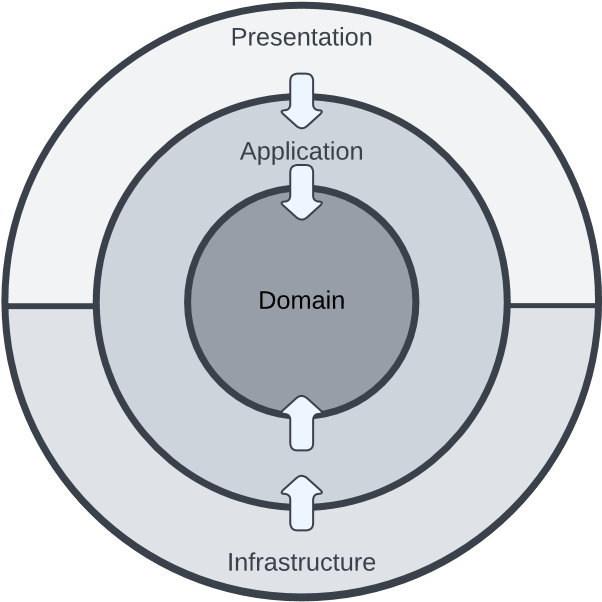 Presentation
Application
Domain
Infrastructure